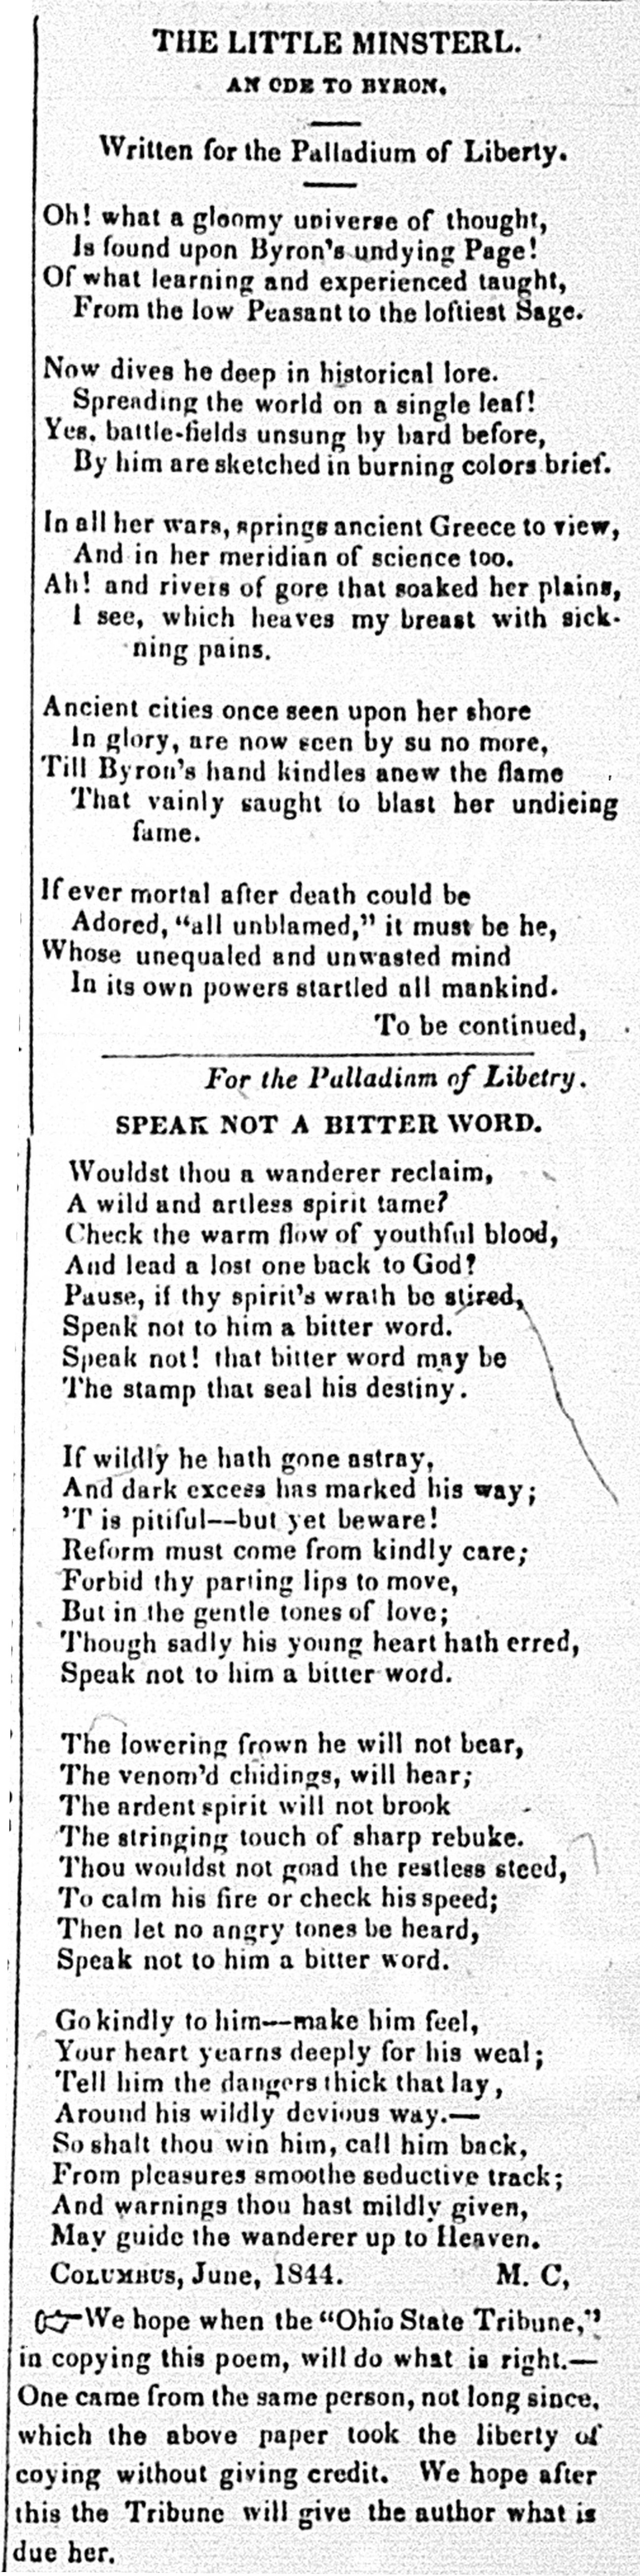 THE LITTLE MINSTERL.
AN ODE TO BYRON.
Written for the Palladium of Liberty.
Oh! what a gloomy universe of thought,
Is found upon Byron's undying Page!
Of what learning and experienced taught,
From the low Peasant to the loftiest Sage.
Now dives he deep in historical lore.
Spreading the world on a single leaf!
Yes. battle-fields unsung by bard before,
By him are sketched in burning colors brief.
In all her wars, springs ancient Greece to view,
And in her meridian of science too.
Ah! and rivers of gore that soaked her plains,
I see, which heaves my breast with sick-
ning pains.
Ancient cities once seen upon her shore
In glory, are now seen by su no more,
Till Byron's hand kindles anew the flame
That vainly saught to blast her undieing
fame.
If ever mortal after death could be
Adored, "all unblamed," it must be he,
Whose unequaled and unwasted mind
In its own powers startled all mankind.
To be continued,
For the Palladinm of Libetry.
SPEAK NOT A BITTER WORD.
Wouldst thou a wanderer reclaim,
A wild and artless spirit tame?
Check the warm flow of youthful blood,
And lead a lost one back to God?
Pause, if thy spirit's wrath be stired,
Speak not to him a bitter word.
Speak not! that bitter word may be
The stamp that seal his destiny.
If wildly he hath gone astray,
And dark excess has marked his way;
'T is pitiful--but yet beware!
Reform must come from kindly care;
Forbid thy parting lips to move,
But in the gentle tones of love;
Though sadly his young heart hath erred,
Speak not to him a bitter word.
The lowering frown he will not bear,
The venom'd chidings, will hear;
The ardent spirit will not brook
The stringing touch of sharp rebuke.
Thou wouldst not goad the restless steed,
To calm his fire or check his speed;
Then let no angry tones be heard,
Speak not to him a bitter word.
Go kindly to him--make him feel,
Your heart yearns deeply for his weal;
Tell him the dangers thick that lay,
Around his wildly devious way.—
So shalt thou win him, call him back,
From pleasures smoothe seductive track;
And warnings thou hast mildly given,
May guide the wanderer up to Heaven.
COLUMBUS, June, 1844. M. C,
☞We hope when the "Ohio State Tribune,"
in copying this poem, will do what is right.—
One came from the same person, not long since,
which the above paper took the liberty of
coying without giving credit. We hope after
this the Tribune will give the author what is
due her.